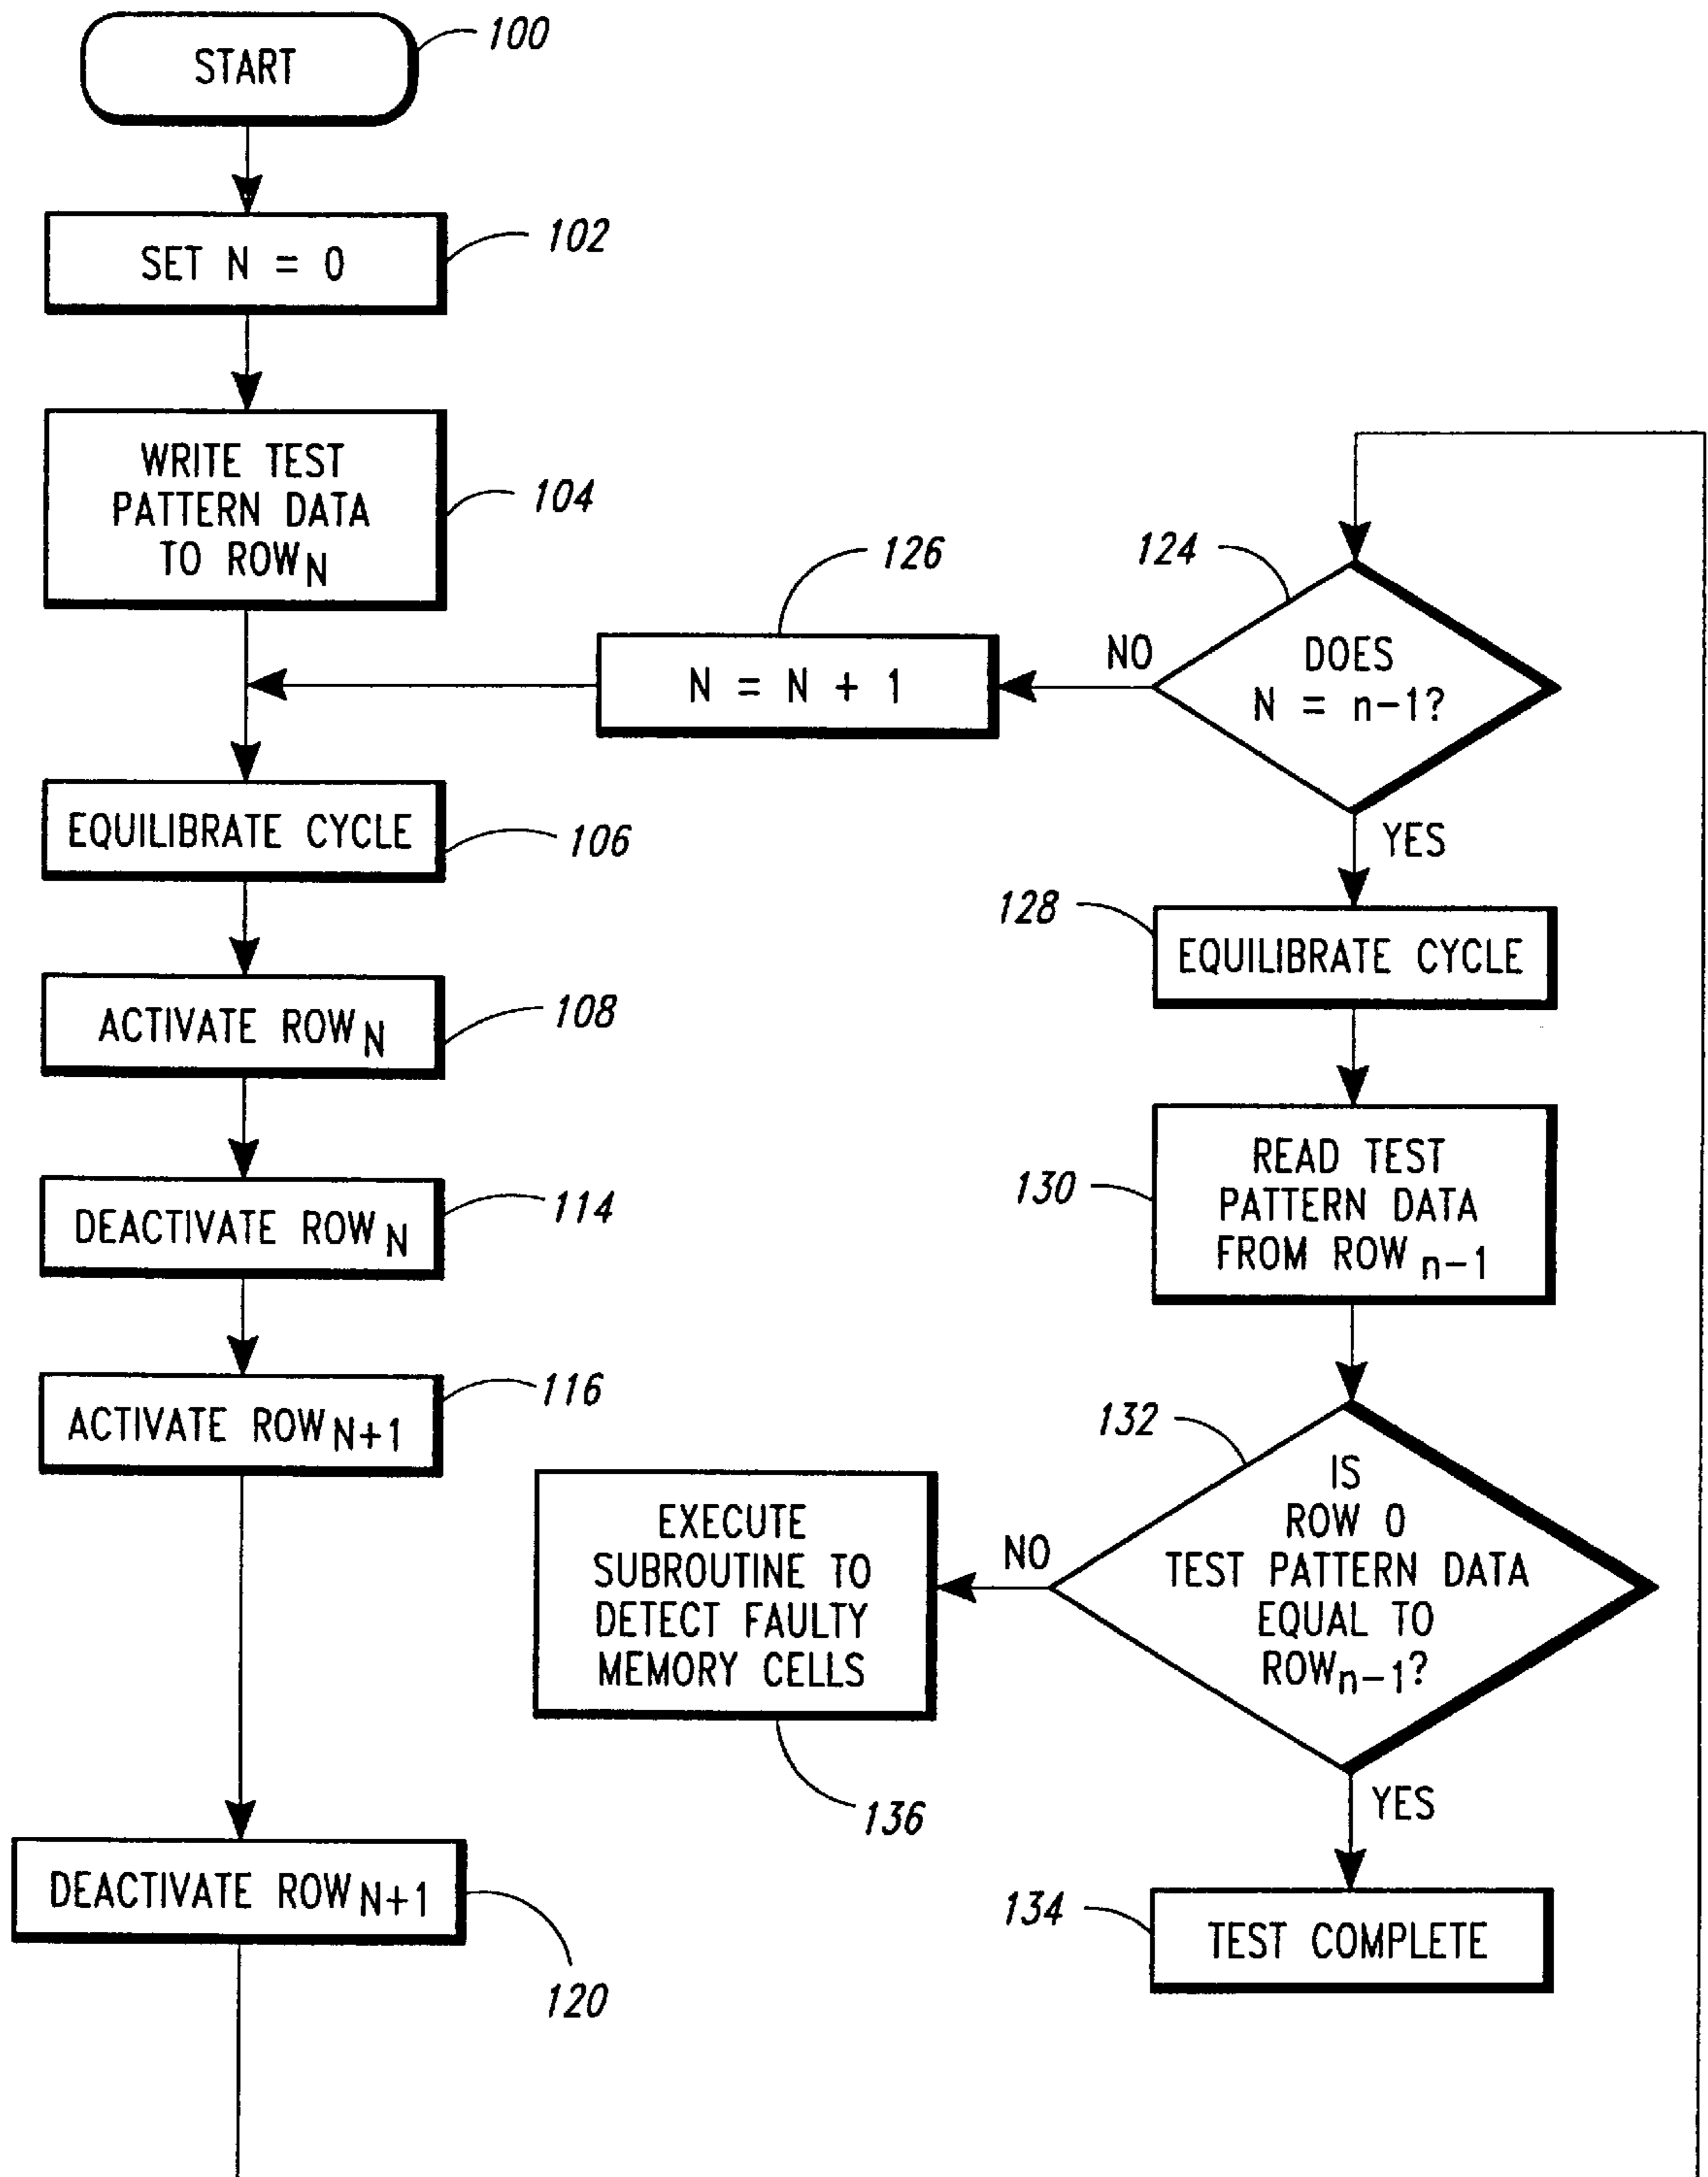 START
100
SET N = 0
102
WRITE TEST
PATTERN DATA
TO ROW N
104
EQUILIBRATE CYCLE
106
ACTIVATE ROW N
108
DEACTIVATE ROW N
114
ACTIVATE ROW N+1
116
DEACTIVATE ROW N+1
120
126
N = N + 1
124
DOES
N = n-1?
NO
YES
128
EQUILIBRATE CYCLE
130
READ TEST
PATTERN DATA
FROM ROW n-1
132
IS
ROW 0
TEST PATTERN DATA
EQUAL TO
ROW n-1?
NO
EXECUTE
SUBROUTINE TO
DETECT FAULTY
MEMORY CELLS
136
YES
134
TEST COMPLETE